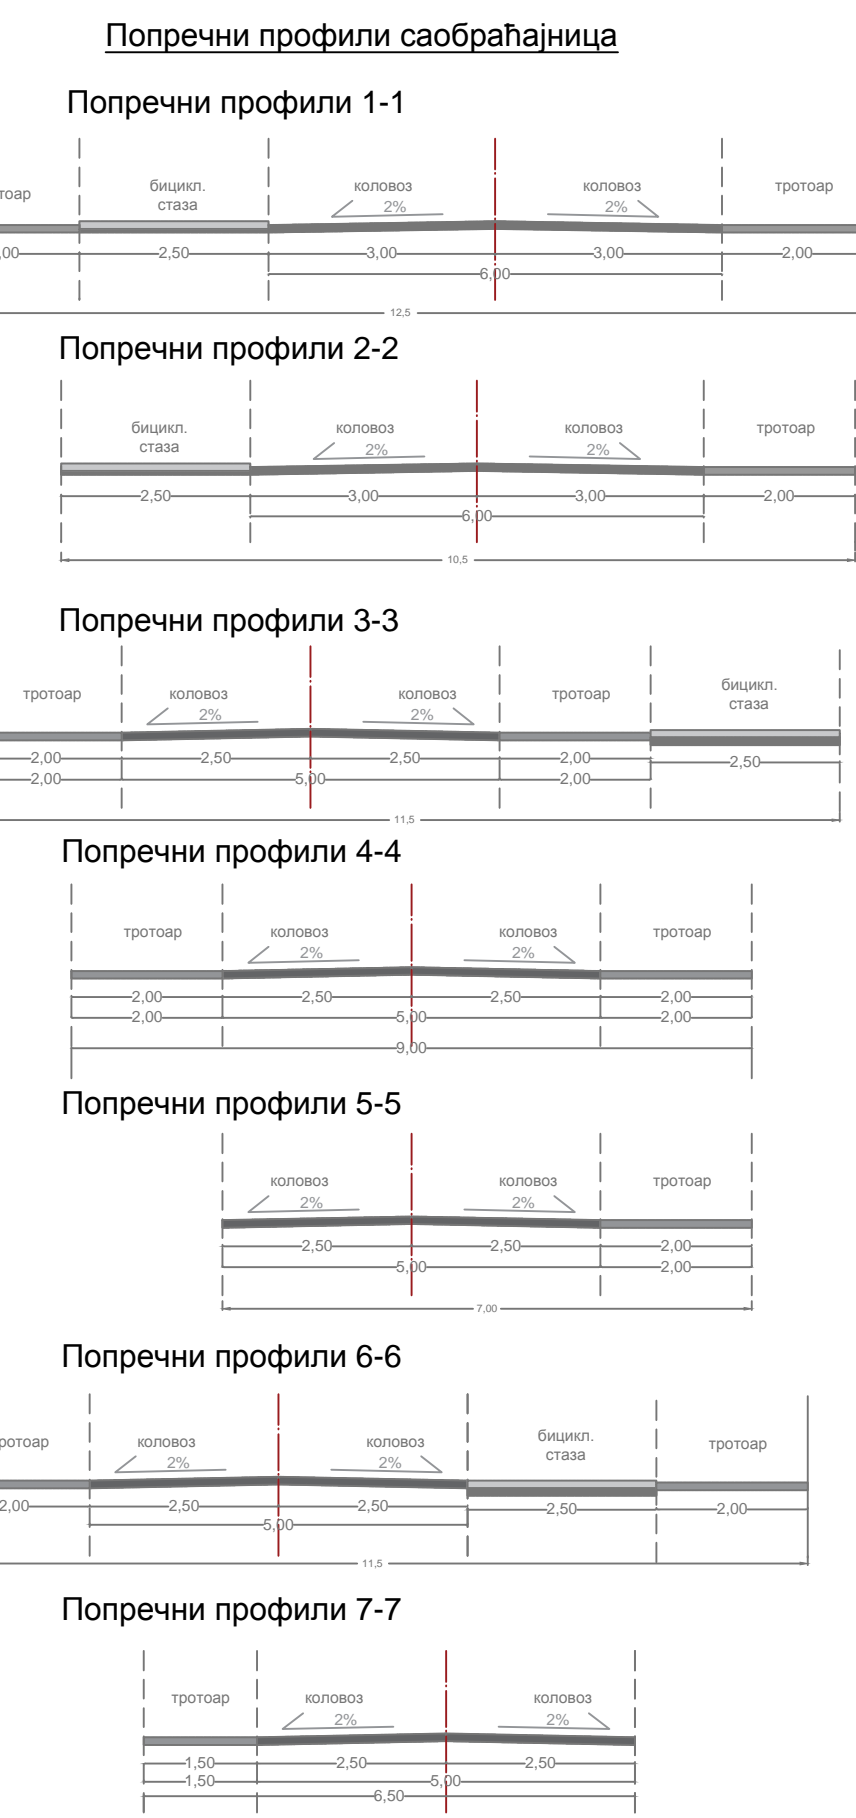 Попречни профили саобраћајница
Попречни профили 1-1
тоар бицикл. коловоз коловоз тротоар
стаза 2% 2%
,00 2,50 3,00 3,00 2,00
6,00
12,5
Попречни профили 2-2
бицикл. коловоз коловоз тротоар
стаза 2% 2%
2,50 3,00 3,00 2,00
6,00
10,5
Попречни профили 3-3
тротоар коловоз коловоз тротоар бицикл.
2% 2% стаза
2,00 2,50 2,50 2,00 2,50
2,00 5,00 2,00
11,5
Попречни профили 4-4
тротоар коловоз коловоз тротоар
2% 2%
2,00 2,50 2,50 2,00
2,00 5,00 2,00
9,00
Попречни профили 5-5
коловоз коловоз тротоар
2% 2%
2,50 2,50 2,00
5,00 2,00
7,00
Попречни профили 6-6
ротоар коловоз коловоз бицикл. тротоар
2% 2% стаза
2,00 2,50 2,50 2,50 2,00
5,00
11,5
Попречни профили 7-7
тротоар коловоз коловоз
2% 2%
1,50 2,50 2,50
1,50 5,00
6,50